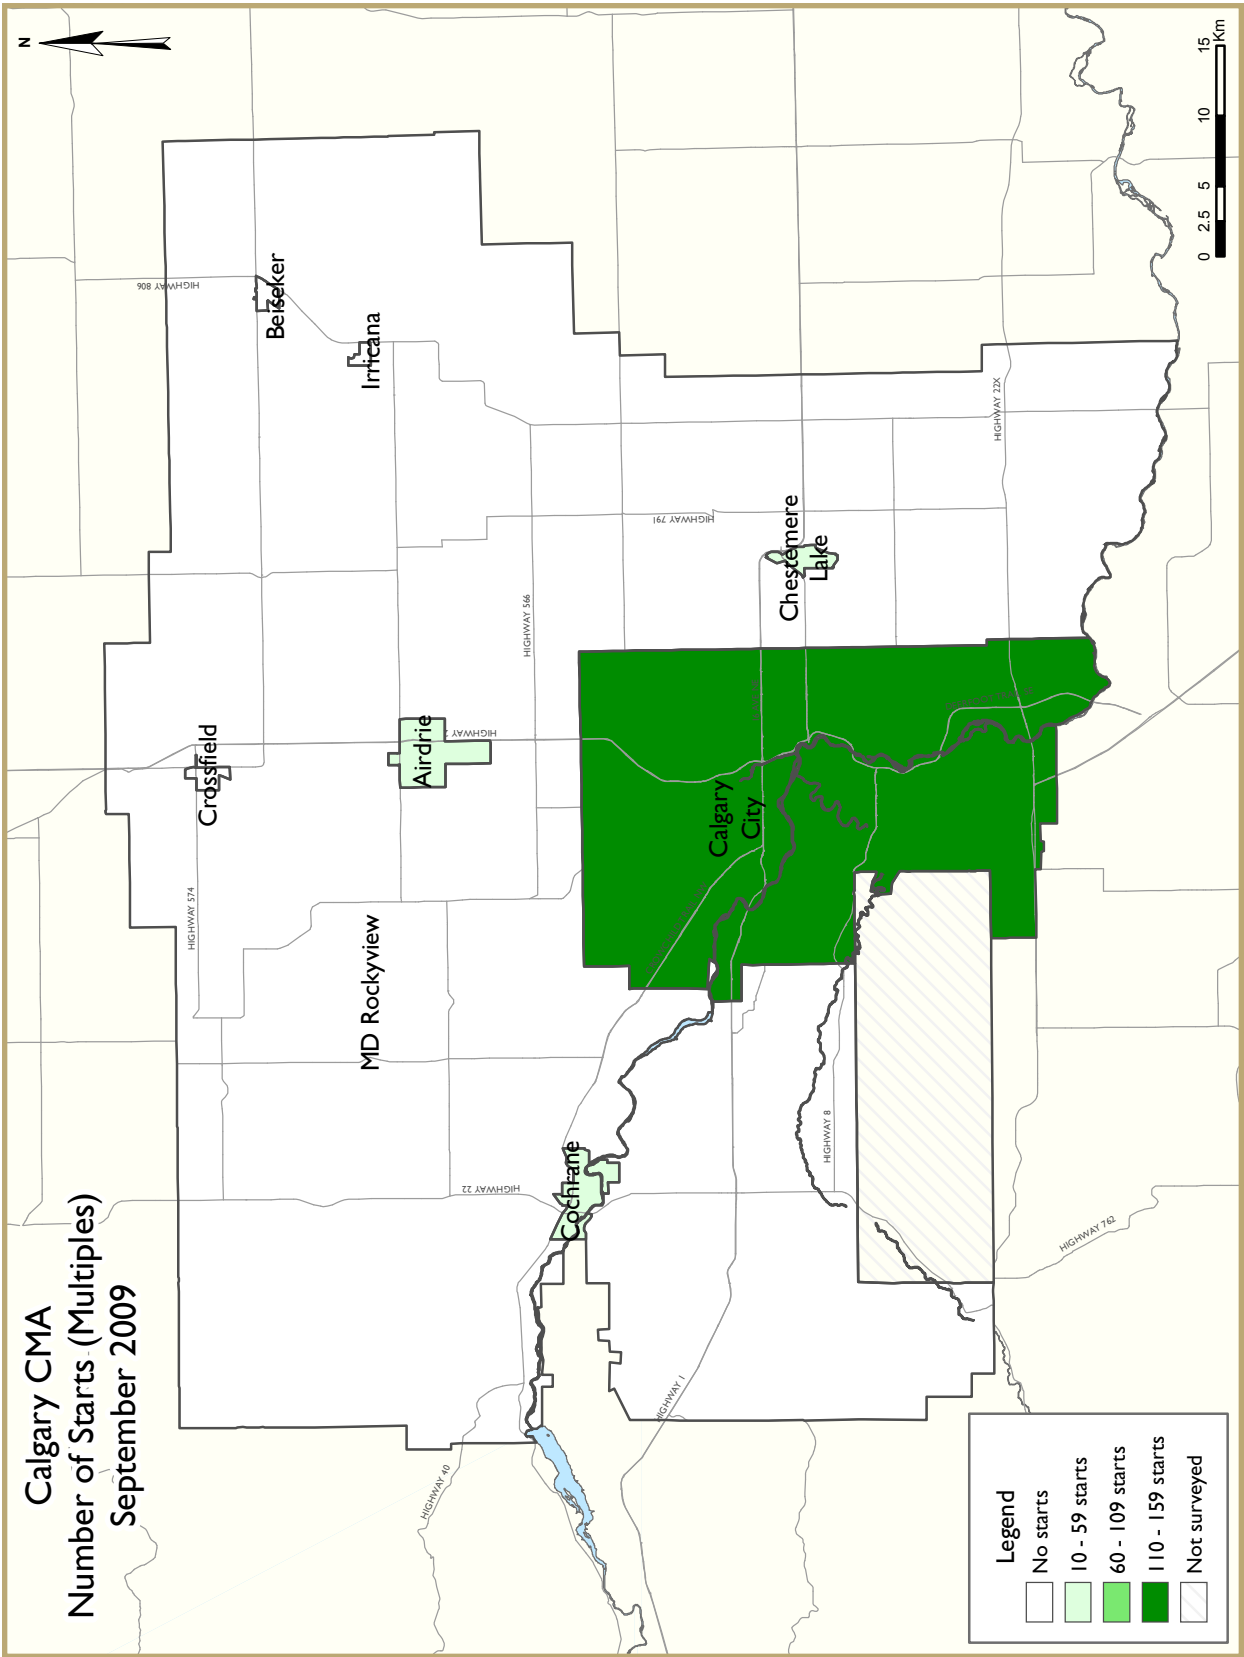 Calgary CMA
Number of Starts (Multiples)
September 2009
N
HIGHWAY 806
Beiseker
Irricana
Crossfield
HIGHWAY 574
Airdrie
HIGHWAY 2
HIGHWAY 566
MD Rockyview
HIGHWAY 791
HIGHWAY 22X
Chestemere
Lake
Calgary
City
Cochrane
HIGHWAY 22
HIGHWAY 8
HIGHWAY 1
HIGHWAY 40
HIGHWAY 762
Legend
No starts
10 - 59 starts
60 - 109 starts
110 - 159 starts
Not surveyed
0 2.5 5 10 15
Km